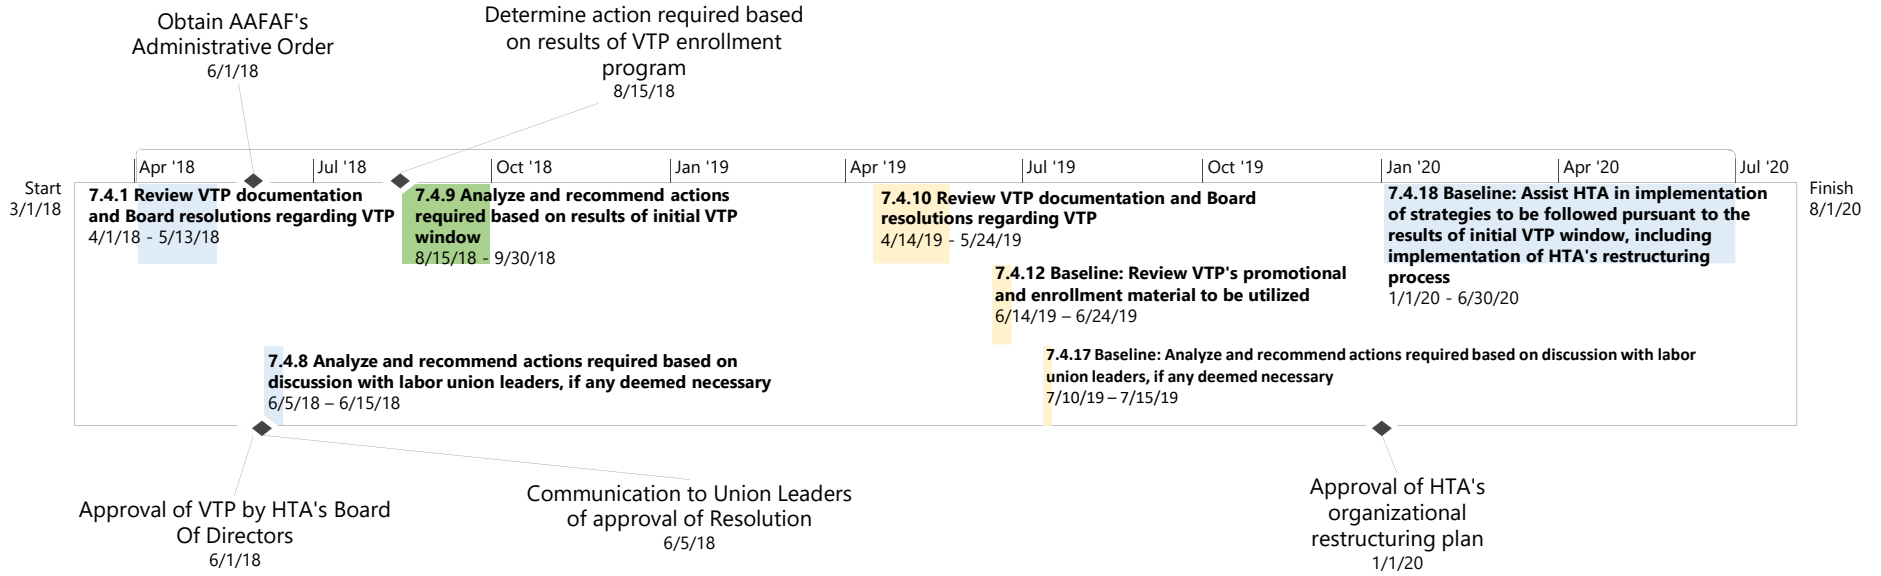 Obtain AAFAF's
Administrative Order
6/1/18
Determine action required based
on results of VTP enrollment
program
8/15/18
Apr '18
Jul '18
Oct '18
Jan '19
Apr '19
Jul '19
Oct '19
Jan '20
Apr '20
Jul '20
Start
3/1/18
Finish
8/1/20
7.4.1 Review VTP documentation
and Board resolutions regarding VTP
4/1/18 - 5/13/18
7.4.9 Analyze and recommend actions
required based on results of initial VTP
window
8/15/18 - 9/30/18
7.4.10 Review VTP documentation and Board
resolutions regarding VTP
4/14/19 - 5/24/19
7.4.18 Baseline: Assist HTA in implementation
of strategies to be followed pursuant to the
results of initial VTP window, including
implementation of HTA's restructuring
process
1/1/20 - 6/30/20
7.4.12 Baseline: Review VTP's promotional
and enrollment material to be utilized
6/14/19 – 6/24/19
7.4.8 Analyze and recommend actions required based on
discussion with labor union leaders, if any deemed necessary
6/5/18 – 6/15/18
7.4.17 Baseline: Analyze and recommend actions required based on discussion with labor
union leaders, if any deemed necessary
7/10/19 – 7/15/19
Approval of VTP by HTA's Board
Of Directors
6/1/18
Communication to Union Leaders
of approval of Resolution
6/5/18
Approval of HTA's
organizational
restructuring plan
1/1/20